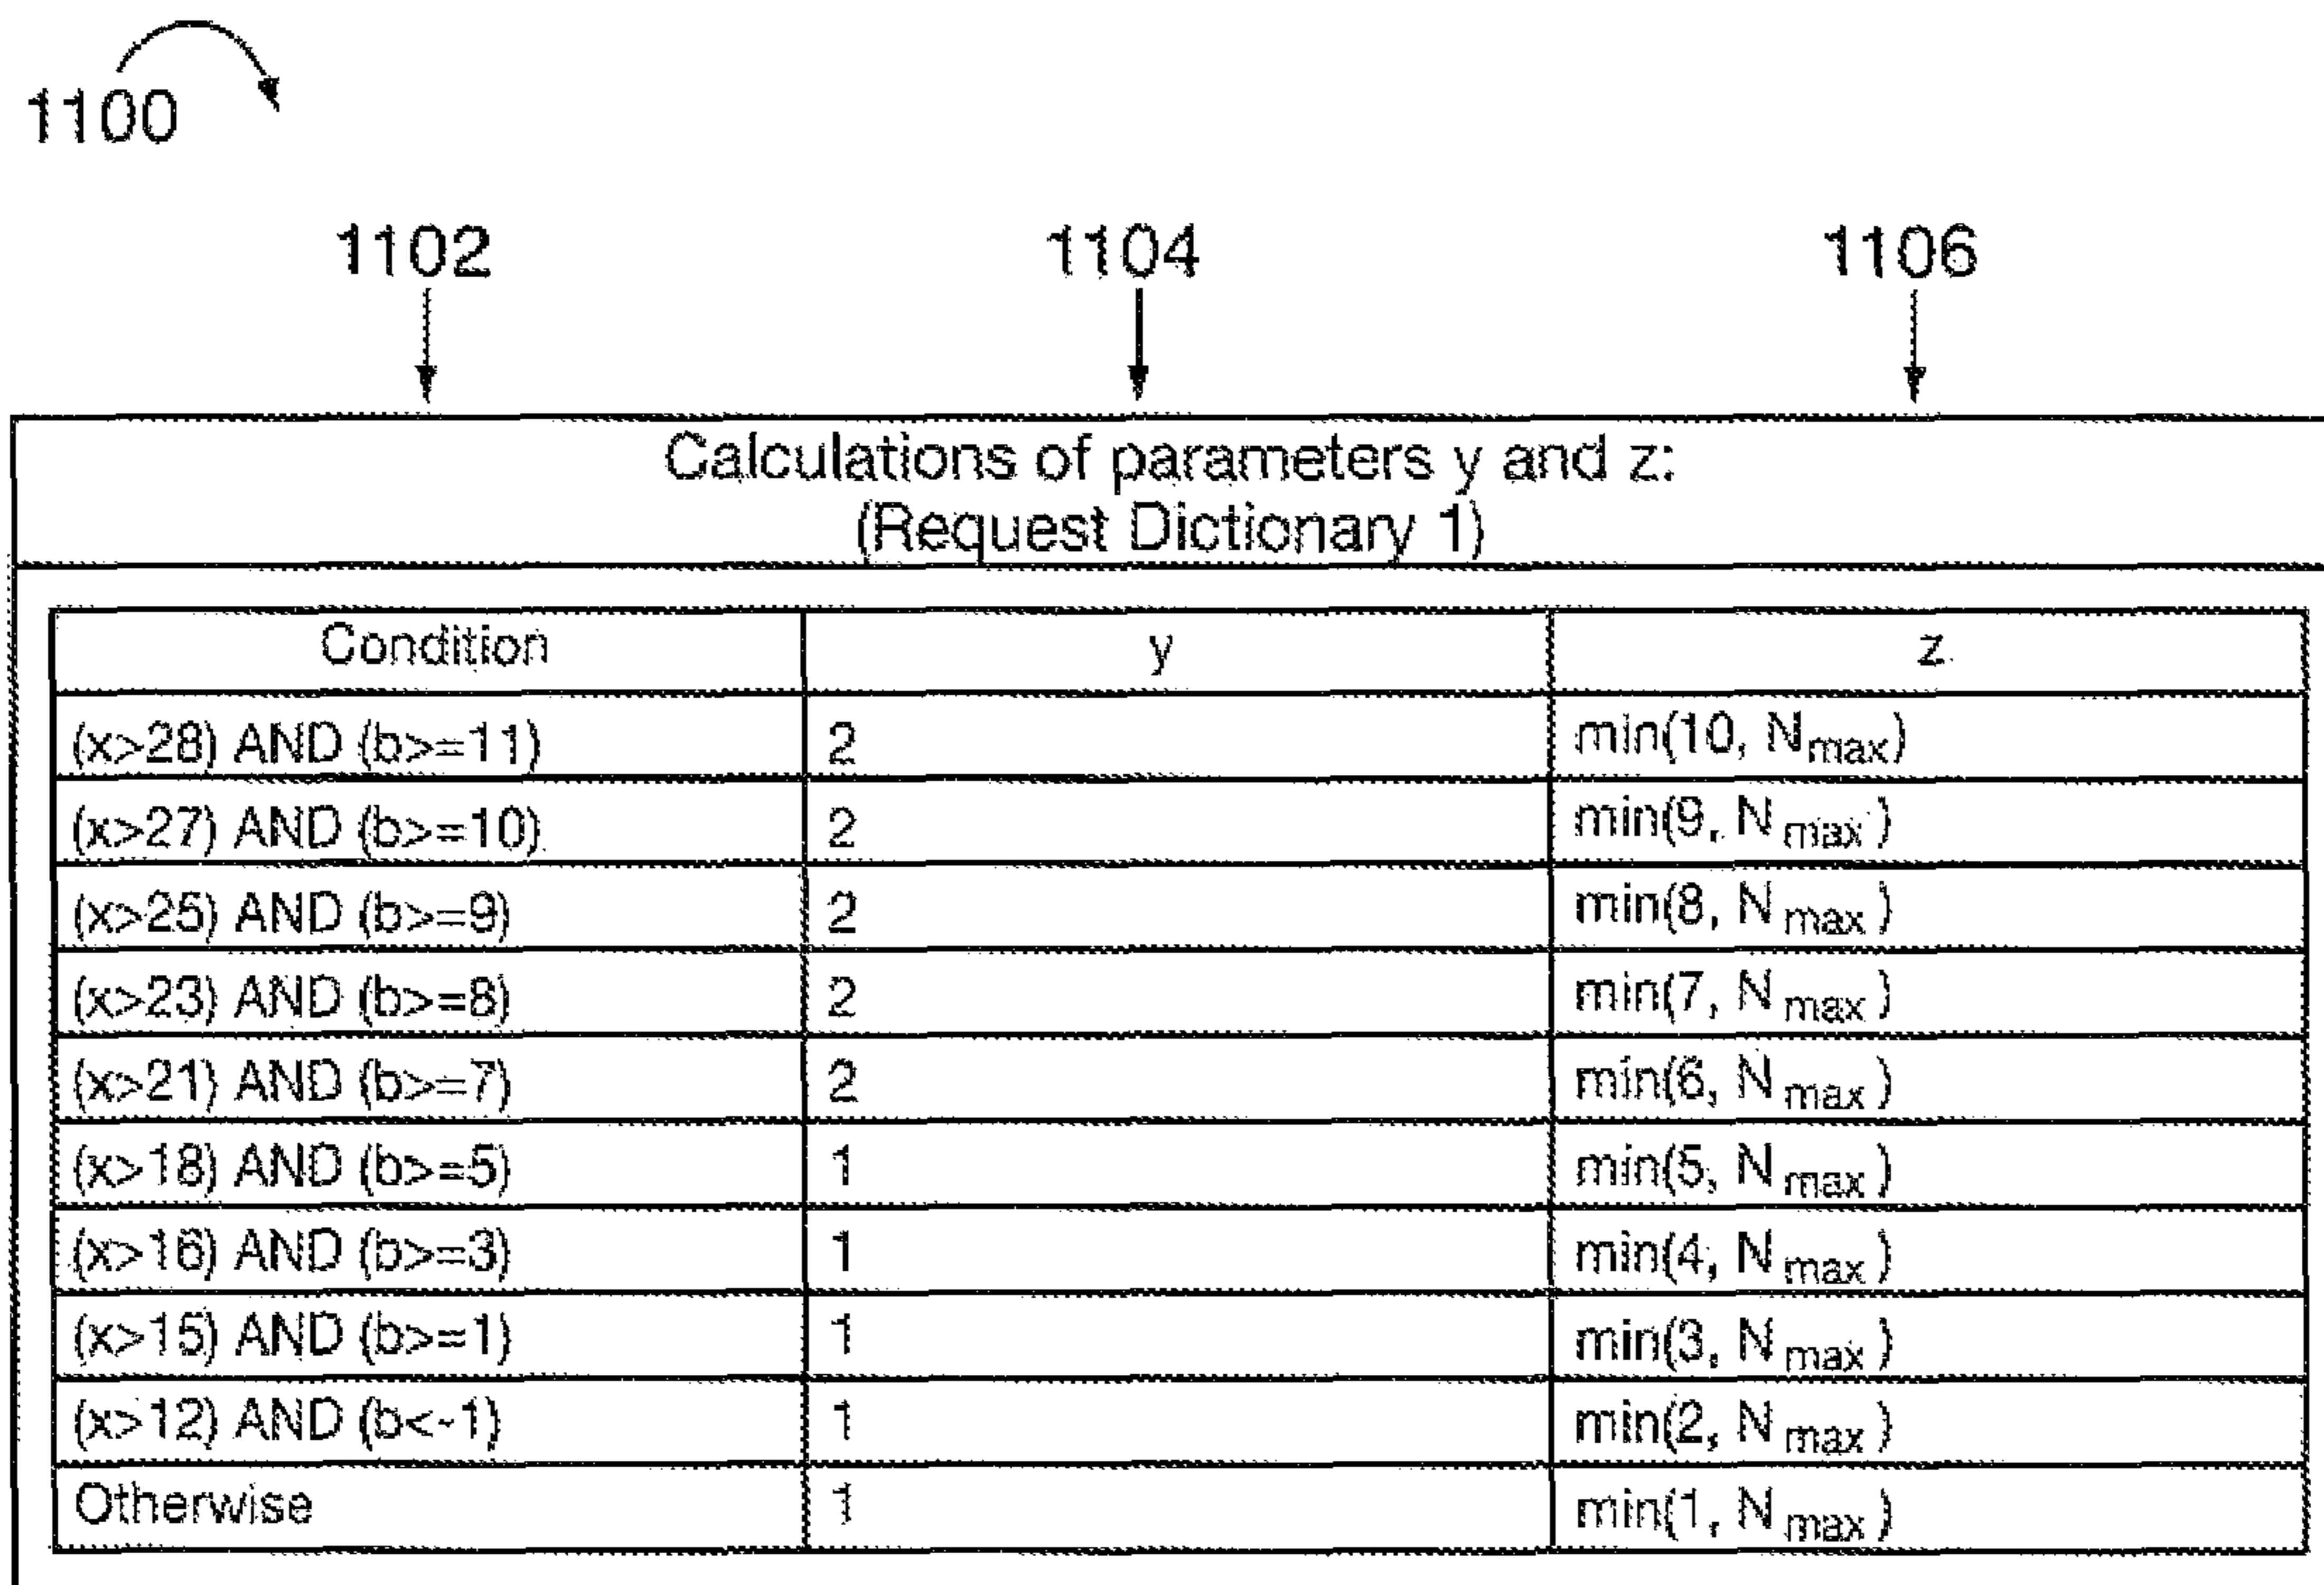 1100
1102 1104 1106
Calculations of parameters y and z:
(Request Dictionary 1)
Condition y z
(x>28) AND (b>=11) 2 min(10, Nmax)
(x>27) AND (b>=10) 2 min(9, Nmax)
(x>25) AND (b>=9) 2 min(8, Nmax)
(x>23) AND (b>=8) 2 min(7, Nmax)
(x>21) AND (b>=7) 2 min(6, Nmax)
(x>18) AND (b>=5) 1 min(5, Nmax)
(x>16) AND (b>=3) 1 min(4, Nmax)
(x>15) AND (b>=1) 1 min(3, Nmax)
(x>12) AND (b<-1) 1 min(2, Nmax)
Otherwise 1 min(1, Nmax)